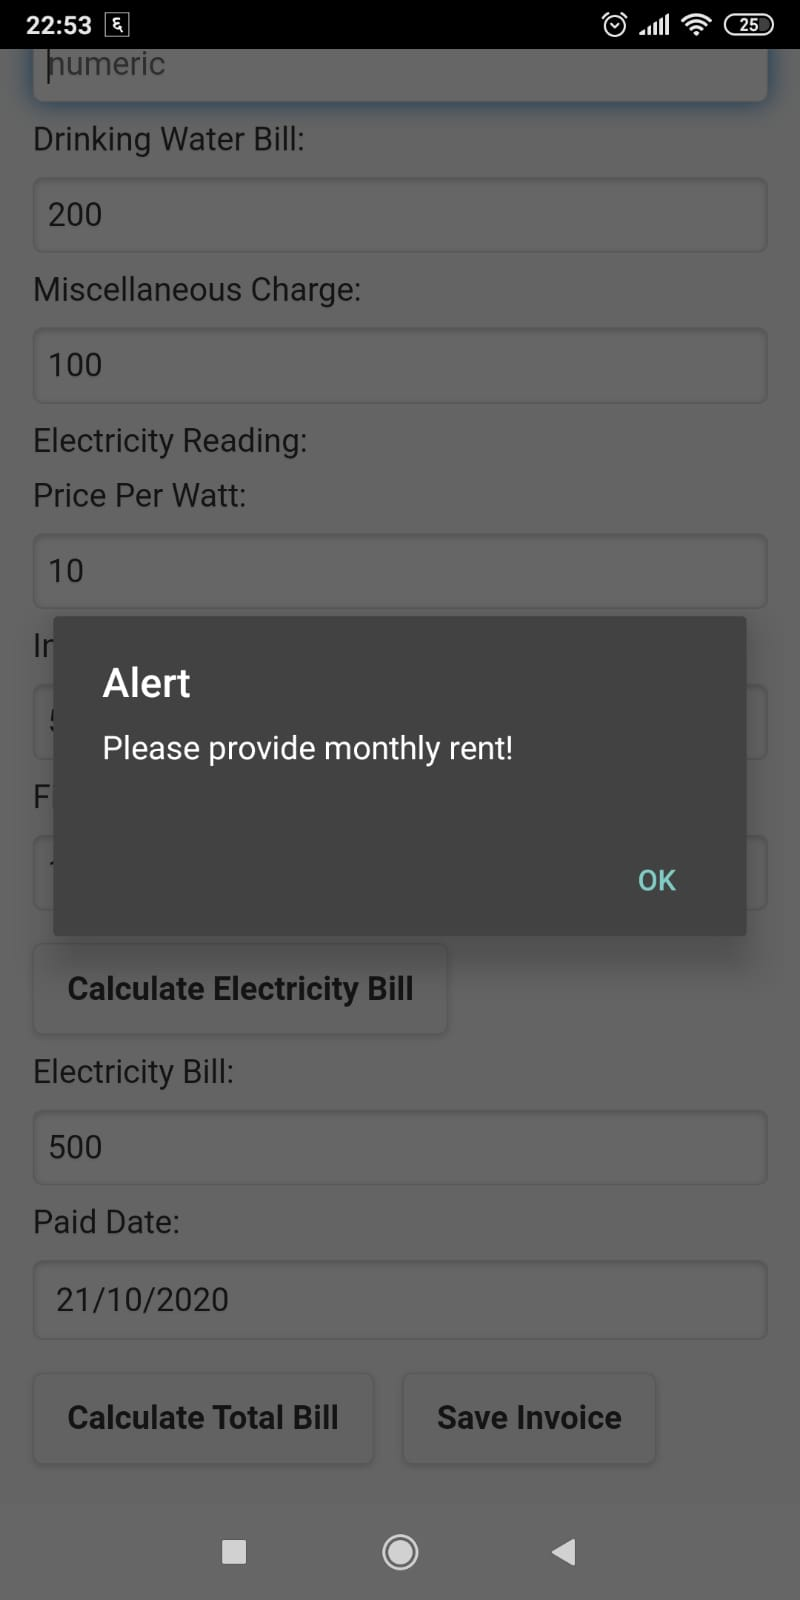 22:53 ६ 25
numeric
Drinking Water Bill:
200
Miscellaneous Charge:
100
Electricity Reading:
Price Per Watt:
10
Alert
Please provide monthly rent!
OK
Calculate Electricity Bill
Electricity Bill:
500
Paid Date:
21/10/2020
Calculate Total Bill Save Invoice